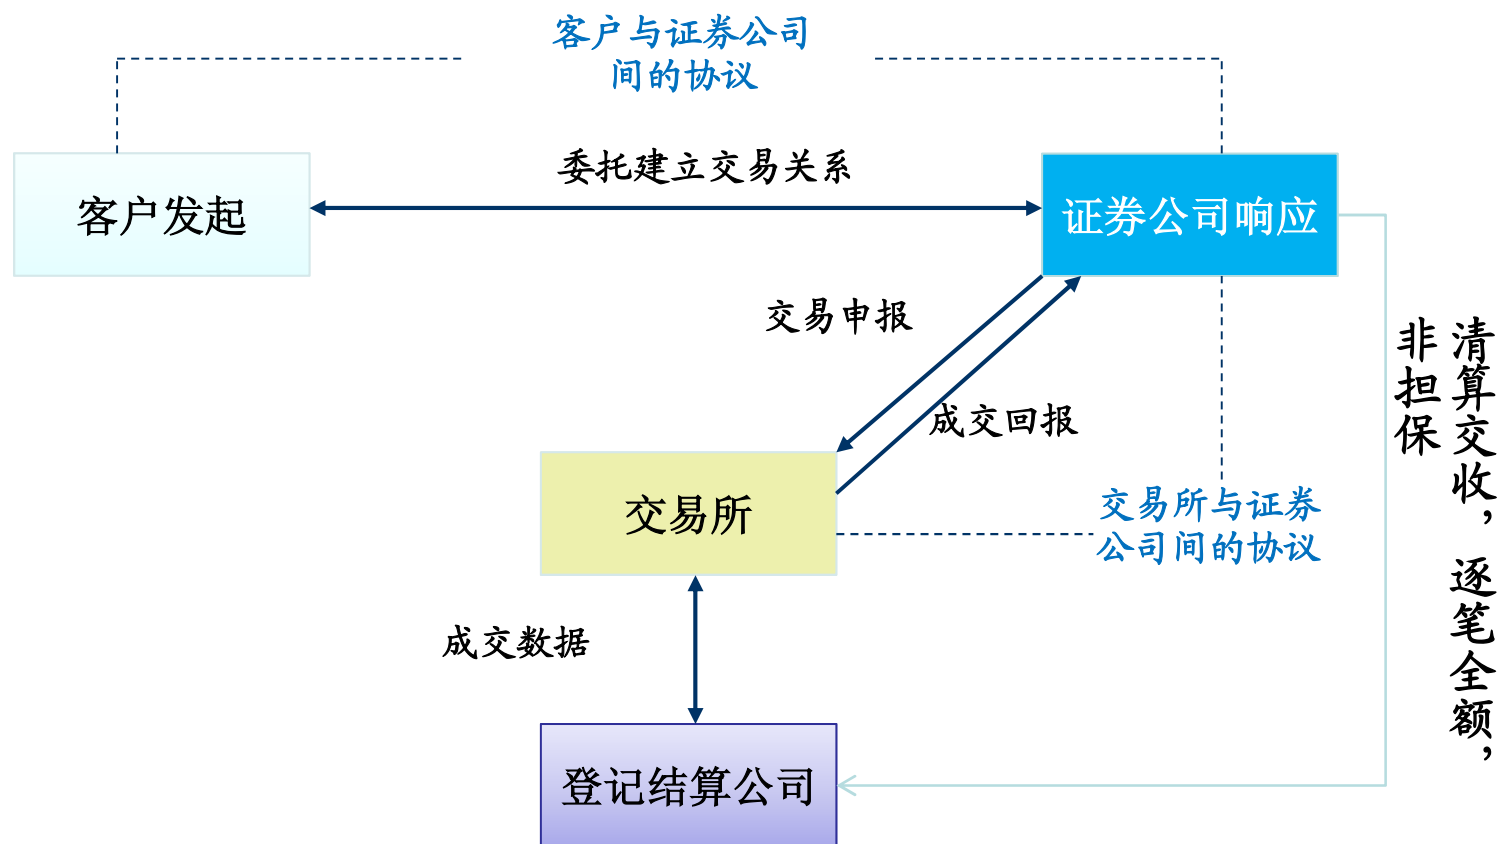 客户与证券公司
间的协议
委托建立交易关系
客户发起
证券公司响应
交易申报
成交回报
清算交收，逐笔全额，
非担保
交易所
交易所与证券
公司间的协议
成交数据
登记结算公司